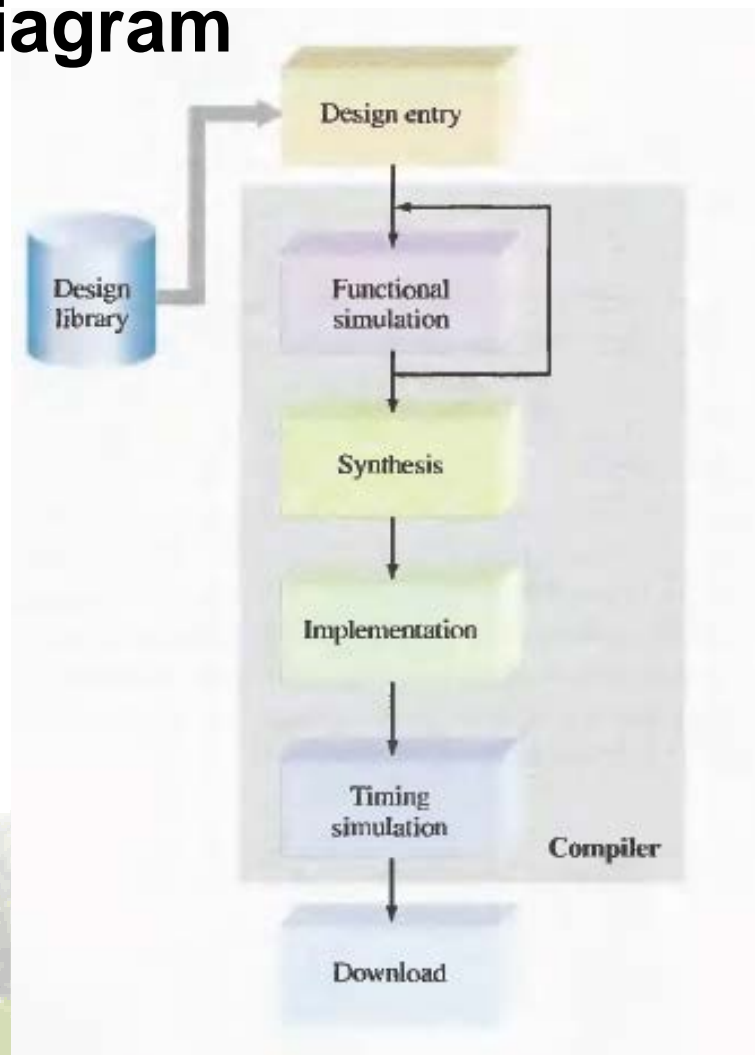 iagram
Design entry
Design
library
Functional
simulation
Synthesis
Implementation
Timing
simulation
Compiler
Download